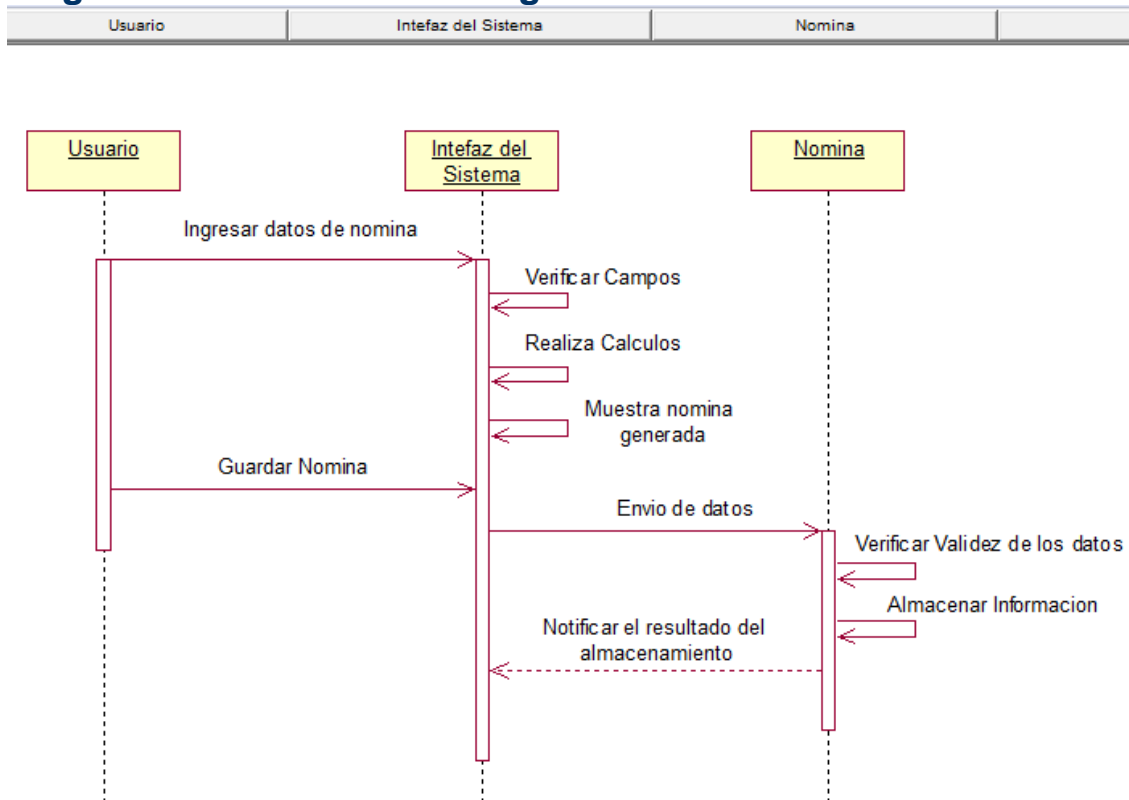 Usuario
Intefaz del Sistema
Nomina
Usuario
Intefaz del
Sistema
Nomina
Ingresar datos de nomina
Verificar Campos
Realiza Calculos
Muestra nomina
generada
Guardar Nomina
Envio de datos
Verificar Validez de los datos
Almacenar Informacion
Notificar el resultado del
almacenamiento